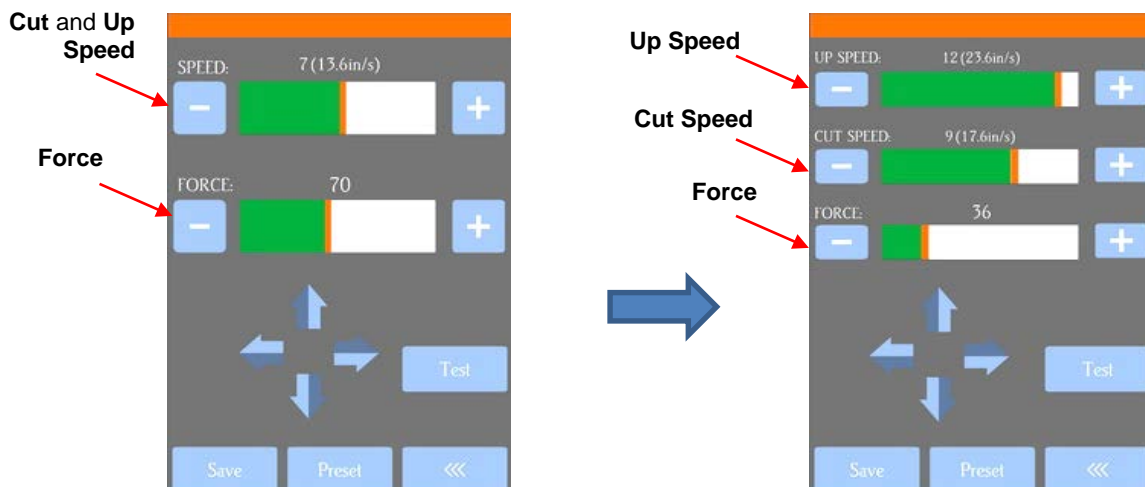 Cut and Up
Speed
Force
SPEED:
7 (13.6in/s)
FORCE:
70
Test
Save
Preset
Up Speed
Cut Speed
Force
UP SPEED:
12 (23.6in/s)
CUT SPEED:
9 (17.6in/s)
FORCE:
36
Test
Save
Preset